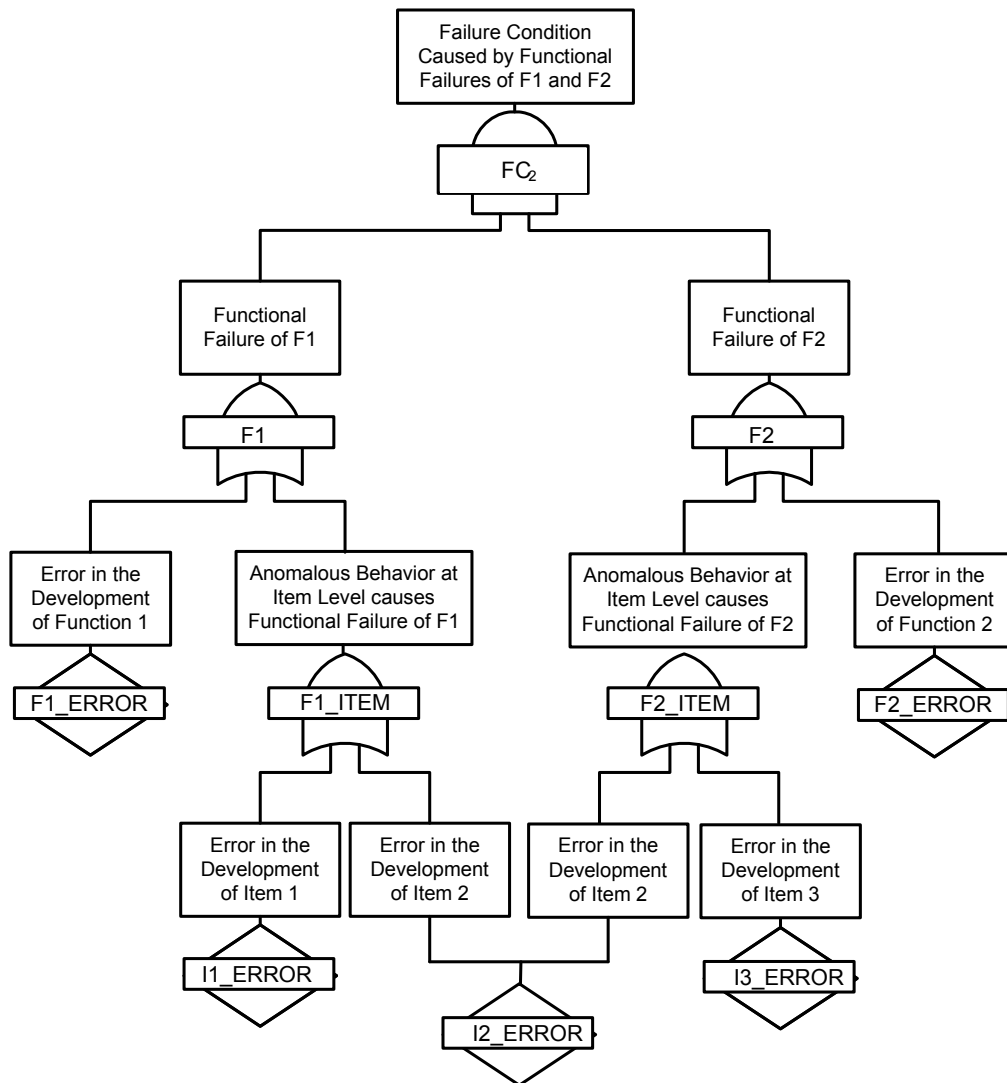 Failure Condition
Caused by Functional
Failures of F1 and F2
FC₂
Functional
Failure of F1
Functional
Failure of F2
F1
F2
Error in the
Development
of Function 1
Anomalous Behavior at
Item Level causes
Functional Failure of F1
Anomalous Behavior at
Item Level causes
Functional Failure of F2
Error in the
Development
of Function 2
F1_ERROR
F1_ITEM
F2_ITEM
F2_ERROR
Error in the
Development
of Item 1
Error in the
Development
of Item 2
Error in the
Development
of Item 2
Error in the
Development
of Item 3
I1_ERROR
I3_ERROR
I2_ERROR